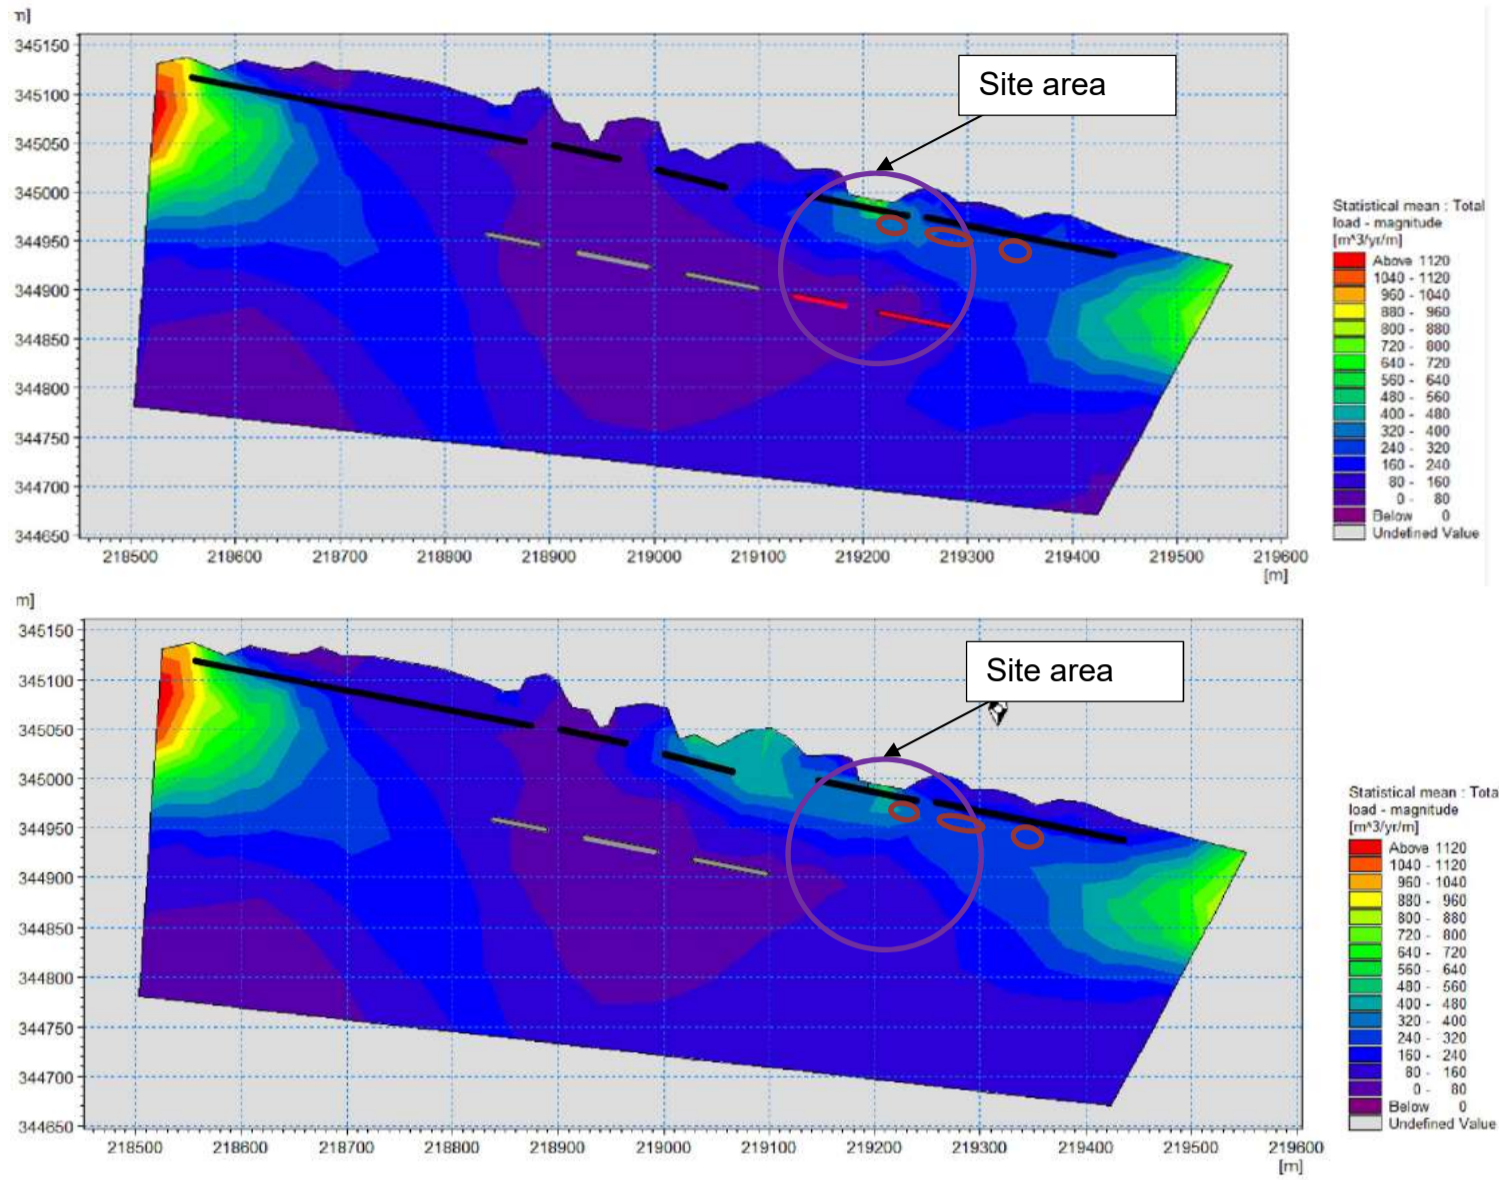 m]
345150
345100
345050
345000
344950
344900
344850
344800
344750
344700
344650
218500 218600 218700 218800 218900 219000 219100 219200 219300 219400 219500 219600
[m]
Site area
Statistical mean : Total
load - magnitude
[m^3/yr/m]
Above 1120
1040 - 1120
960 - 1040
880 - 960
800 - 880
720 - 800
640 - 720
560 - 640
480 - 560
400 - 480
320 - 400
240 - 320
160 - 240
80 - 160
0 - 80
Below 0
Undefined Value
m]
345150
345100
345050
345000
344950
344900
344850
344800
344750
344700
344650
218500 218600 218700 218800 218900 219000 219100 219200 219300 219400 219500 219600
[m]
Site area
Statistical mean : Tota
load - magnitude
[m^3/yr/m]
Above 1120
1040 - 1120
960 - 1040
880 - 960
800 - 880
720 - 800
640 - 720
560 - 640
480 - 560
400 - 480
320 - 400
240 - 320
160 - 240
80 - 160
0 - 80
Below 0
Undefined Value